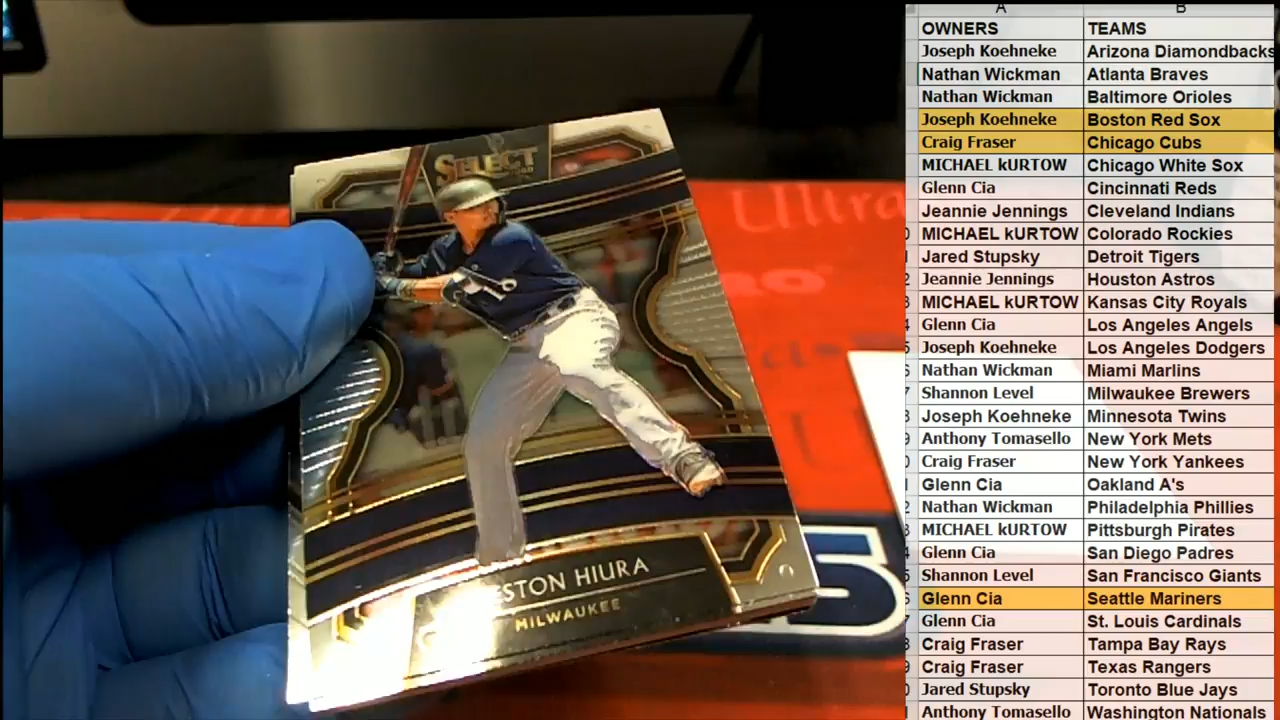 SELECT
STON HIURA
MILWAUKEE
Ultra
A B
OWNERS TEAMS
Joseph Koehneke Arizona Diamondbacks
Nathan Wickman Atlanta Braves
Nathan Wickman Baltimore Orioles
Joseph Koehneke Boston Red Sox
Craig Fraser Chicago Cubs
MICHAEL kURTOW Chicago White Sox
Glenn Cia Cincinnati Reds
Jeannie Jennings Cleveland Indians
MICHAEL kURTOW Colorado Rockies
Jared Stupsky Detroit Tigers
Jeannie Jennings Houston Astros
MICHAEL kURTOW Kansas City Royals
Glenn Cia Los Angeles Angels
Joseph Koehneke Los Angeles Dodgers
Nathan Wickman Miami Marlins
Shannon Level Milwaukee Brewers
Joseph Koehneke Minnesota Twins
Anthony Tomasello New York Mets
Craig Fraser New York Yankees
Glenn Cia Oakland A's
Nathan Wickman Philadelphia Phillies
MICHAEL kURTOW Pittsburgh Pirates
Glenn Cia San Diego Padres
Shannon Level San Francisco Giants
Glenn Cia Seattle Mariners
Glenn Cia St. Louis Cardinals
Craig Fraser Tampa Bay Rays
Craig Fraser Texas Rangers
Jared Stupsky Toronto Blue Jays
Anthony Tomasello Washington Nationals